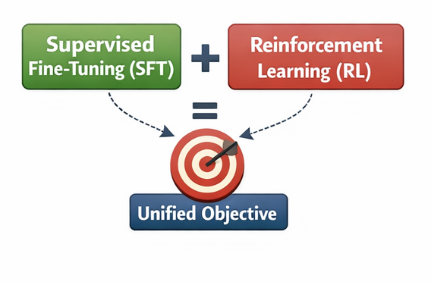 Supervised
Fine-Tuning (SFT)
+
Reinforcement
Learning (RL)
=
Unified Objective